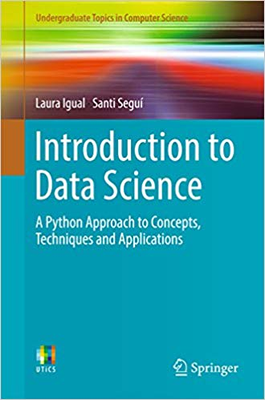 Undergraduate Topics in Computer Science
Laura Igual Santi Seguí
Introduction to
Data Science
A Python Approach to Concepts,
Techniques and Applications
UTiCS
Springer